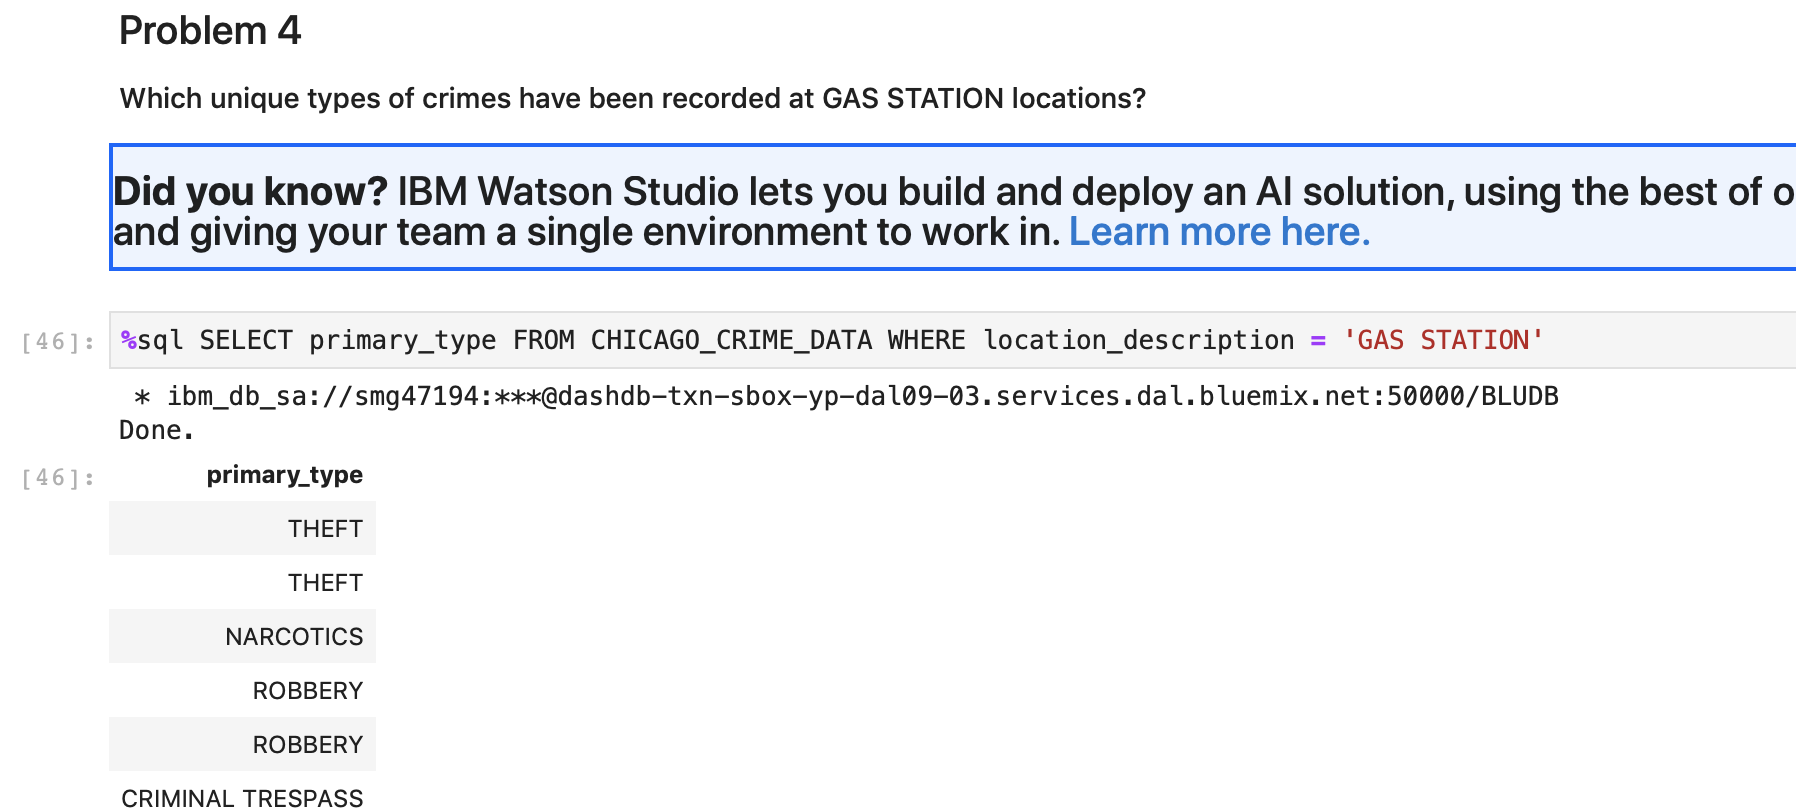 Problem 4
Which unique types of crimes have been recorded at GAS STATION locations?
Did you know? IBM Watson Studio lets you build and deploy an AI solution, using the best of o
and giving your team a single environment to work in. Learn more here.
[46]: %sql SELECT primary_type FROM CHICAGO_CRIME_DATA WHERE location_description = 'GAS STATION'
* ibm_db_sa://smg47194:***@dashdb-txn-sbox-yp-dal09-03.services.dal.bluemix.net:50000/BLUDB
Done.
[46]: primary_type
THEFT
THEFT
NARCOTICS
ROBBERY
ROBBERY
CRIMINAL TRESPASS